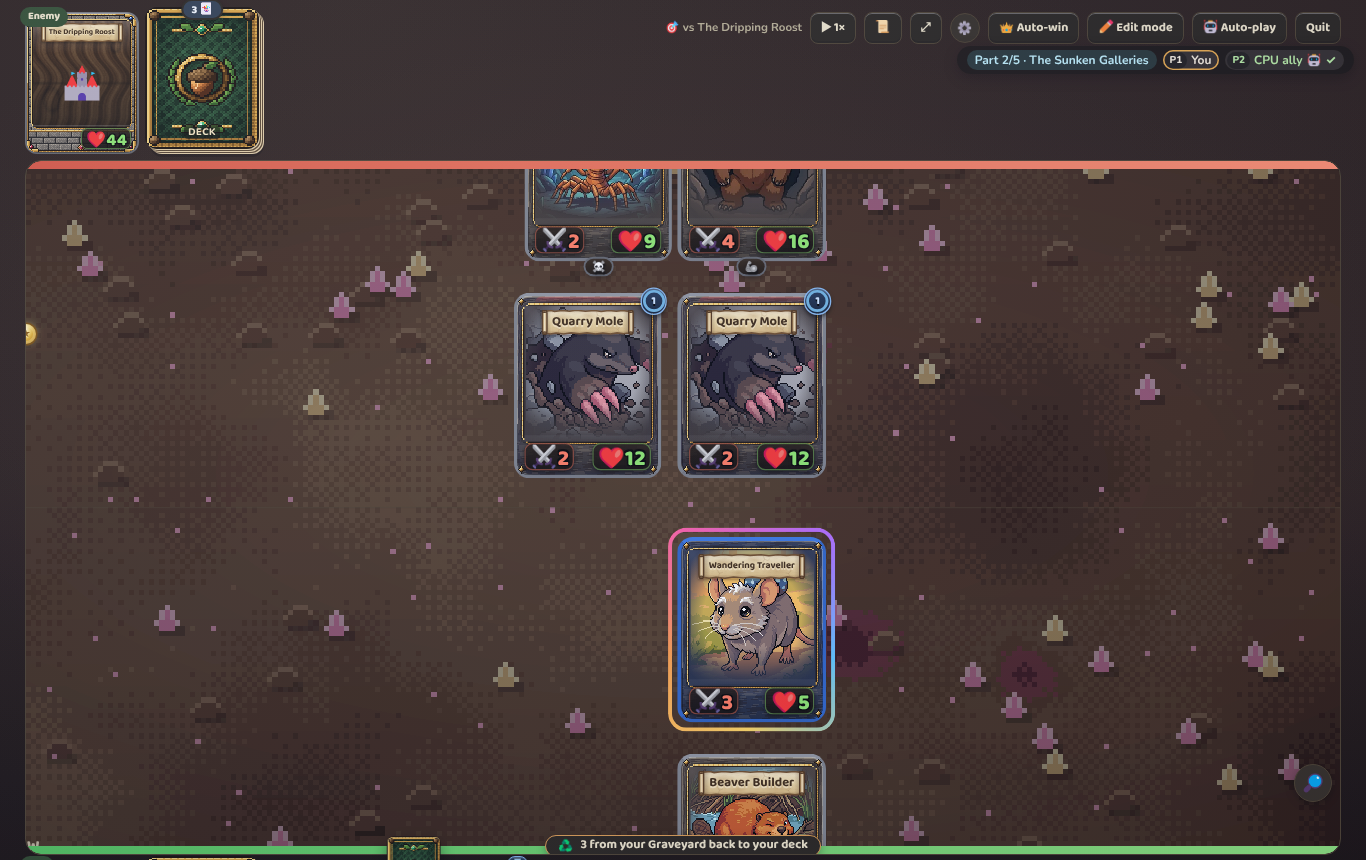 Enemy
The Dripping Roost
44
3
DECK
vs The Dripping Roost
1x
Auto-win
Edit mode
Auto-play
Quit
Part 2/5 · The Sunken Galleries
P1 You
P2 CPU ally
2
9
4
16
1
Quarry Mole
2
12
1
Quarry Mole
2
12
Wandering Traveller
3
5
Beaver Builder
3 from your Graveyard back to your deck